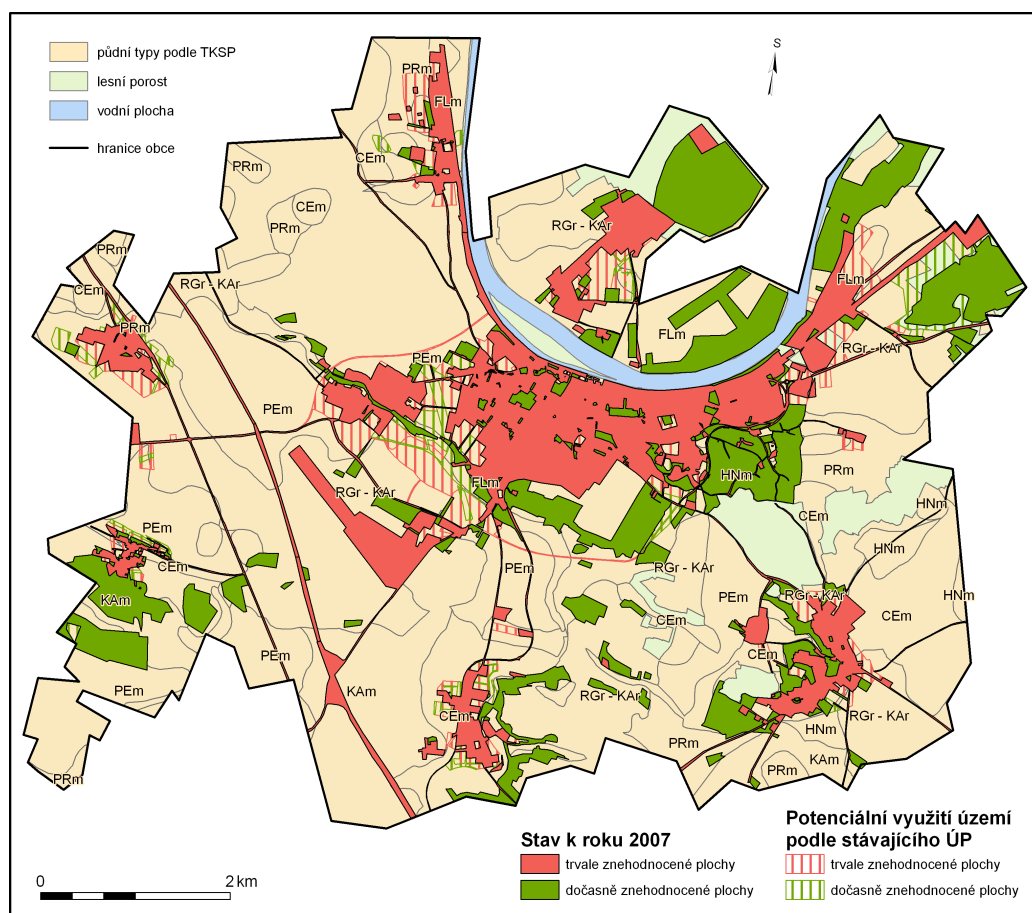 půdní typy podle TKSP
lesní porost
vodní plocha
hranice obce
S
PRm
FLm
CEm
PRm
CEm
PRm
RGr - KAr
PRm
CEm
RGr - KAr
FLm
PRm
FLm
RGr - KAr
PEm
PEm
PRm
HNm
FLm
RGr - KAr
HNm
CEm
PEm
HNm
CEm
PEm
RGr - KAr
KAm
PEm
RGr - KAr
HNm
CEm
CEm
PEm
CEm
PEm
KAm
RGr - KAr
CEm
RGr - KAr
HNm
PRm
KAm
PRm
PRm
Stav k roku 2007
trvale znehodnocené plochy
dočasně znehodnocené plochy
Potenciální využití území
podle stávajícího ÚP
trvale znehodnocené plochy
dočasně znehodnocené plochy
0 2 km